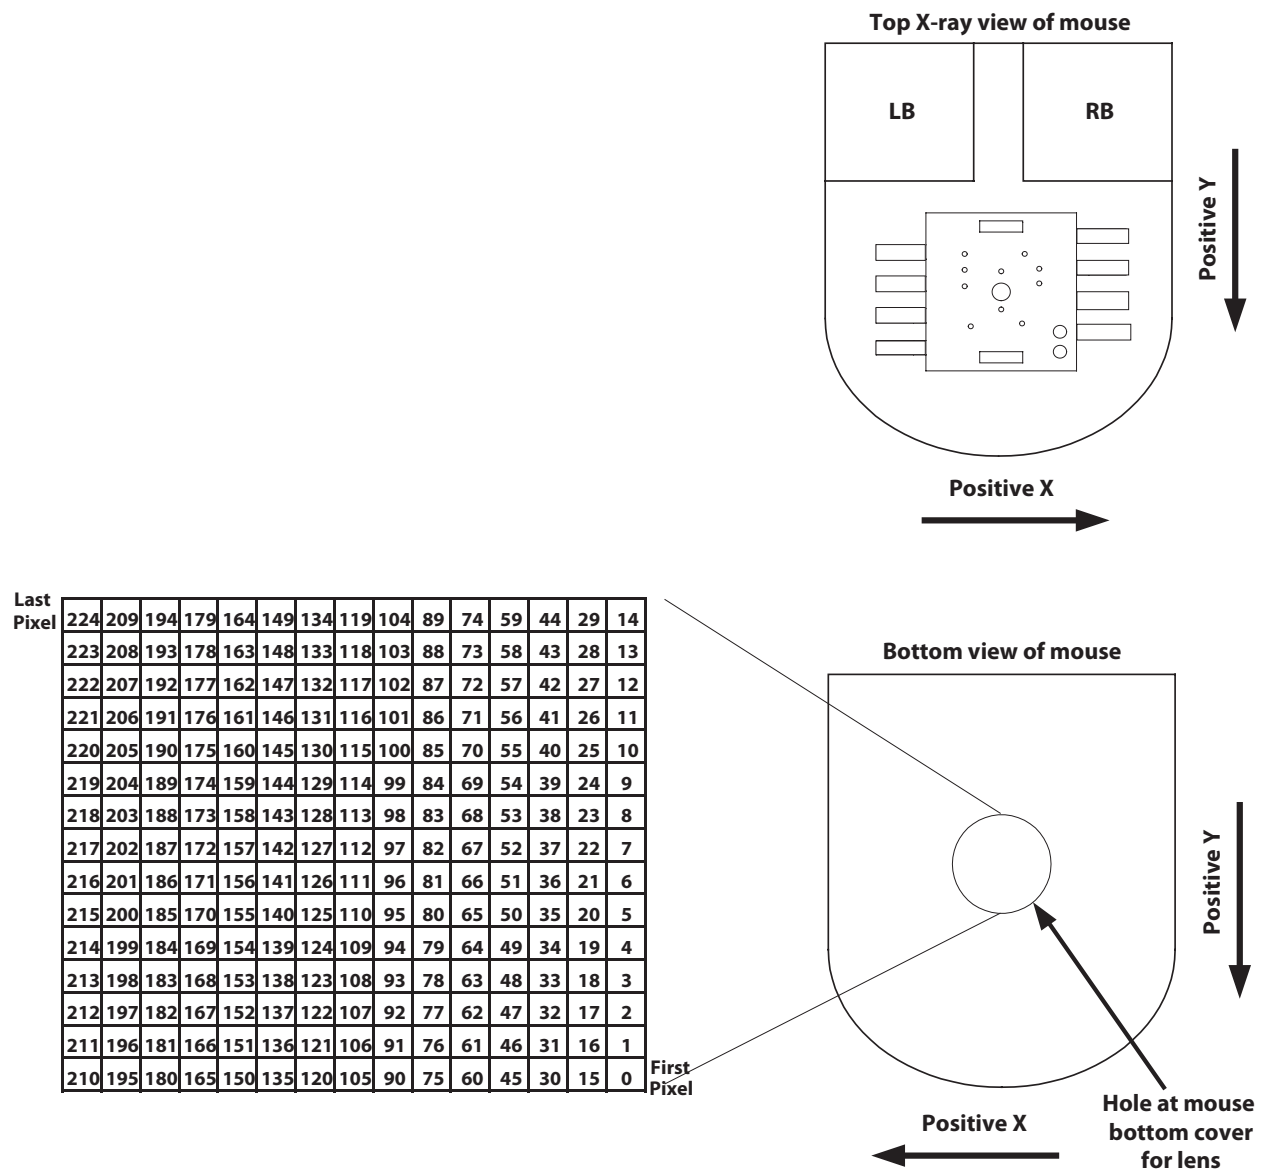 Top X-ray view of mouse
LB RB
Positive Y
Positive X
Last
Pixel
224 209 194 179 164 149 134 119 104 89 74 59 44 29 14
223 208 193 178 163 148 133 118 103 88 73 58 43 28 13
222 207 192 177 162 147 132 117 102 87 72 57 42 27 12
221 206 191 176 161 146 131 116 101 86 71 56 41 26 11
220 205 190 175 160 145 130 115 100 85 70 55 40 25 10
219 204 189 174 159 144 129 114 99 84 69 54 39 24 9
218 203 188 173 158 143 128 113 98 83 68 53 38 23 8
217 202 187 172 157 142 127 112 97 82 67 52 37 22 7
216 201 186 171 156 141 126 111 96 81 66 51 36 21 6
215 200 185 170 155 140 125 110 95 80 65 50 35 20 5
214 199 184 169 154 139 124 109 94 79 64 49 34 19 4
213 198 183 168 153 138 123 108 93 78 63 48 33 18 3
212 197 182 167 152 137 122 107 92 77 62 47 32 17 2
211 196 181 166 151 136 121 106 91 76 61 46 31 16 1
210 195 180 165 150 135 120 105 90 75 60 45 30 15 0
First
Pixel
Bottom view of mouse
Positive Y
Positive X
Hole at mouse
bottom cover
for lens